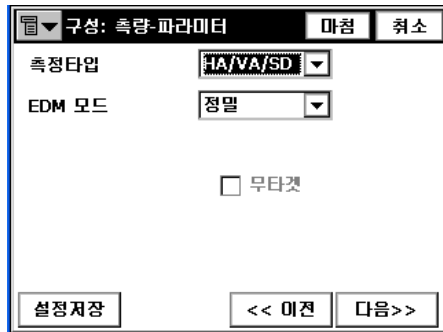 구성: 측량-파라미터 마침 취소
측정타입 HA/VA/SD
EDM 모드 정밀
무타겟
설정저장 << 이전 다음>>